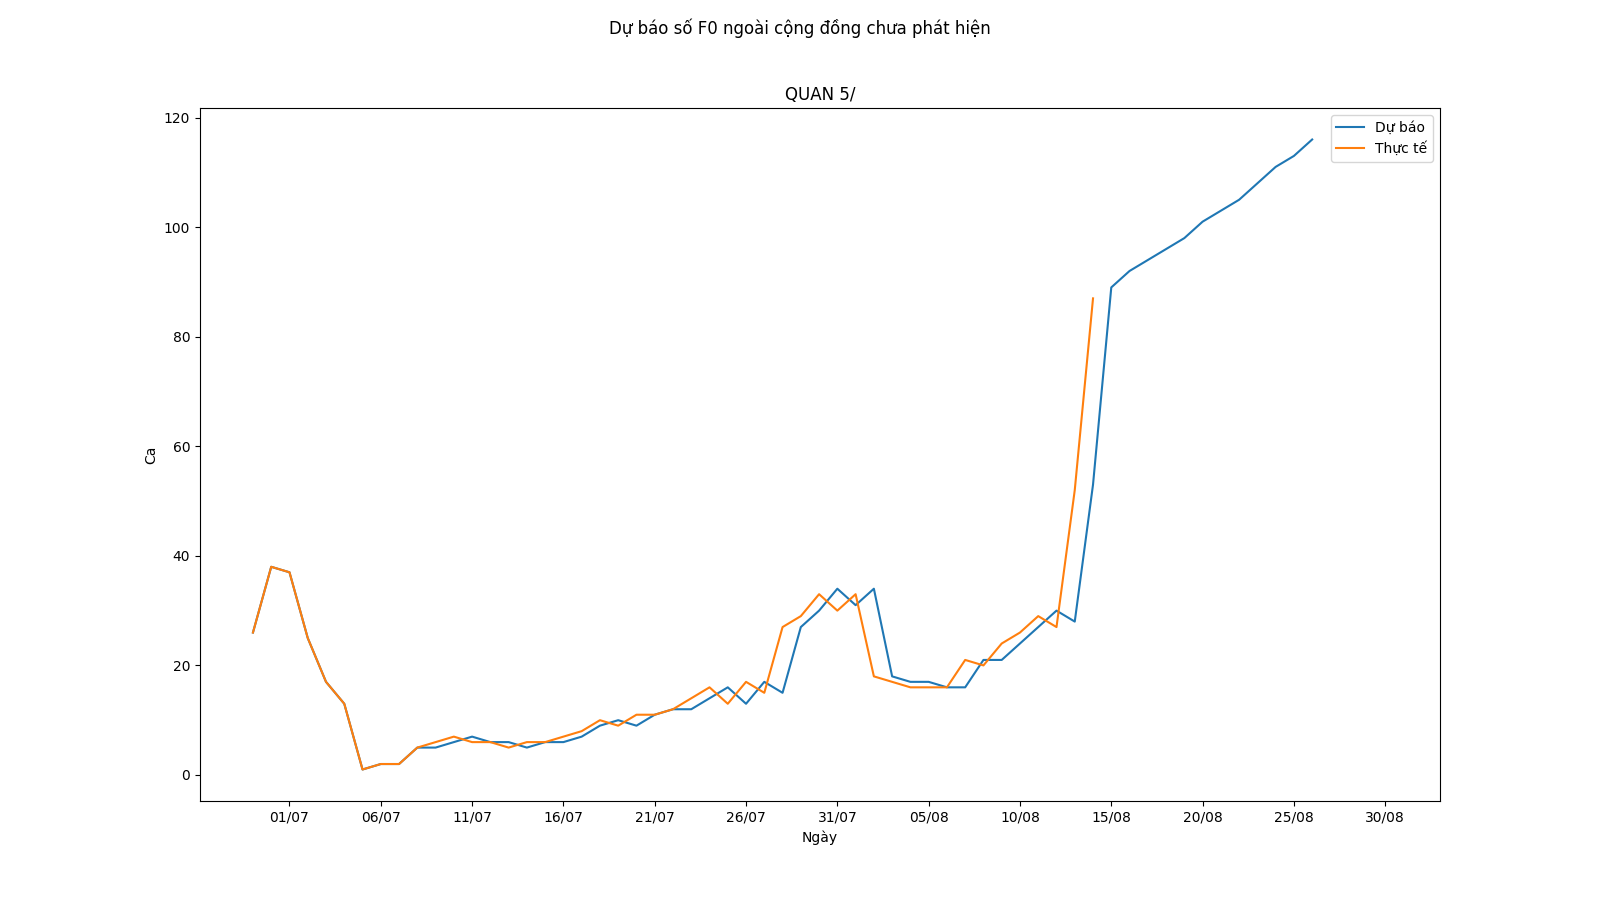 Dự báo số F0 ngoài cộng đồng chưa phát hiện
QUAN 5/
120
100
80
60
40
20
0
Ca
Dự báo
Thực tế
01/07 06/07 11/07 16/07 21/07 26/07 31/07 05/08 10/08 15/08 20/08 25/08 30/08
Ngày